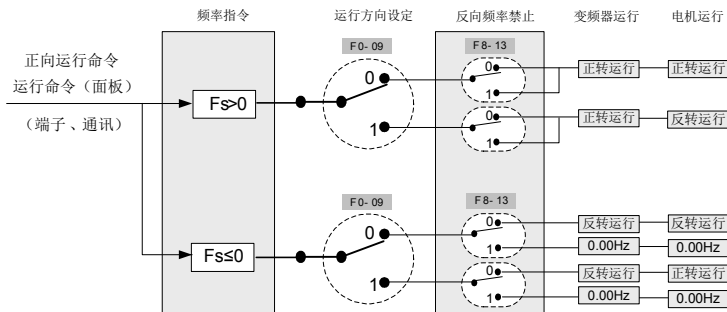 频率指令 运行方向设定 反向频率禁止 变频器运行 电机运行
正向运行命令
运行命令（面板）
（端子、通讯）
Fs>0
F0-09
0
1
F8-13
0
1
0
1
正转运行 正转运行
正转运行 反转运行
Fs≤0
F0-09
0
1
F8-13
0
1
0
1
反转运行 反转运行
0.00Hz 0.00Hz
反转运行 正转运行
0.00Hz 0.00Hz